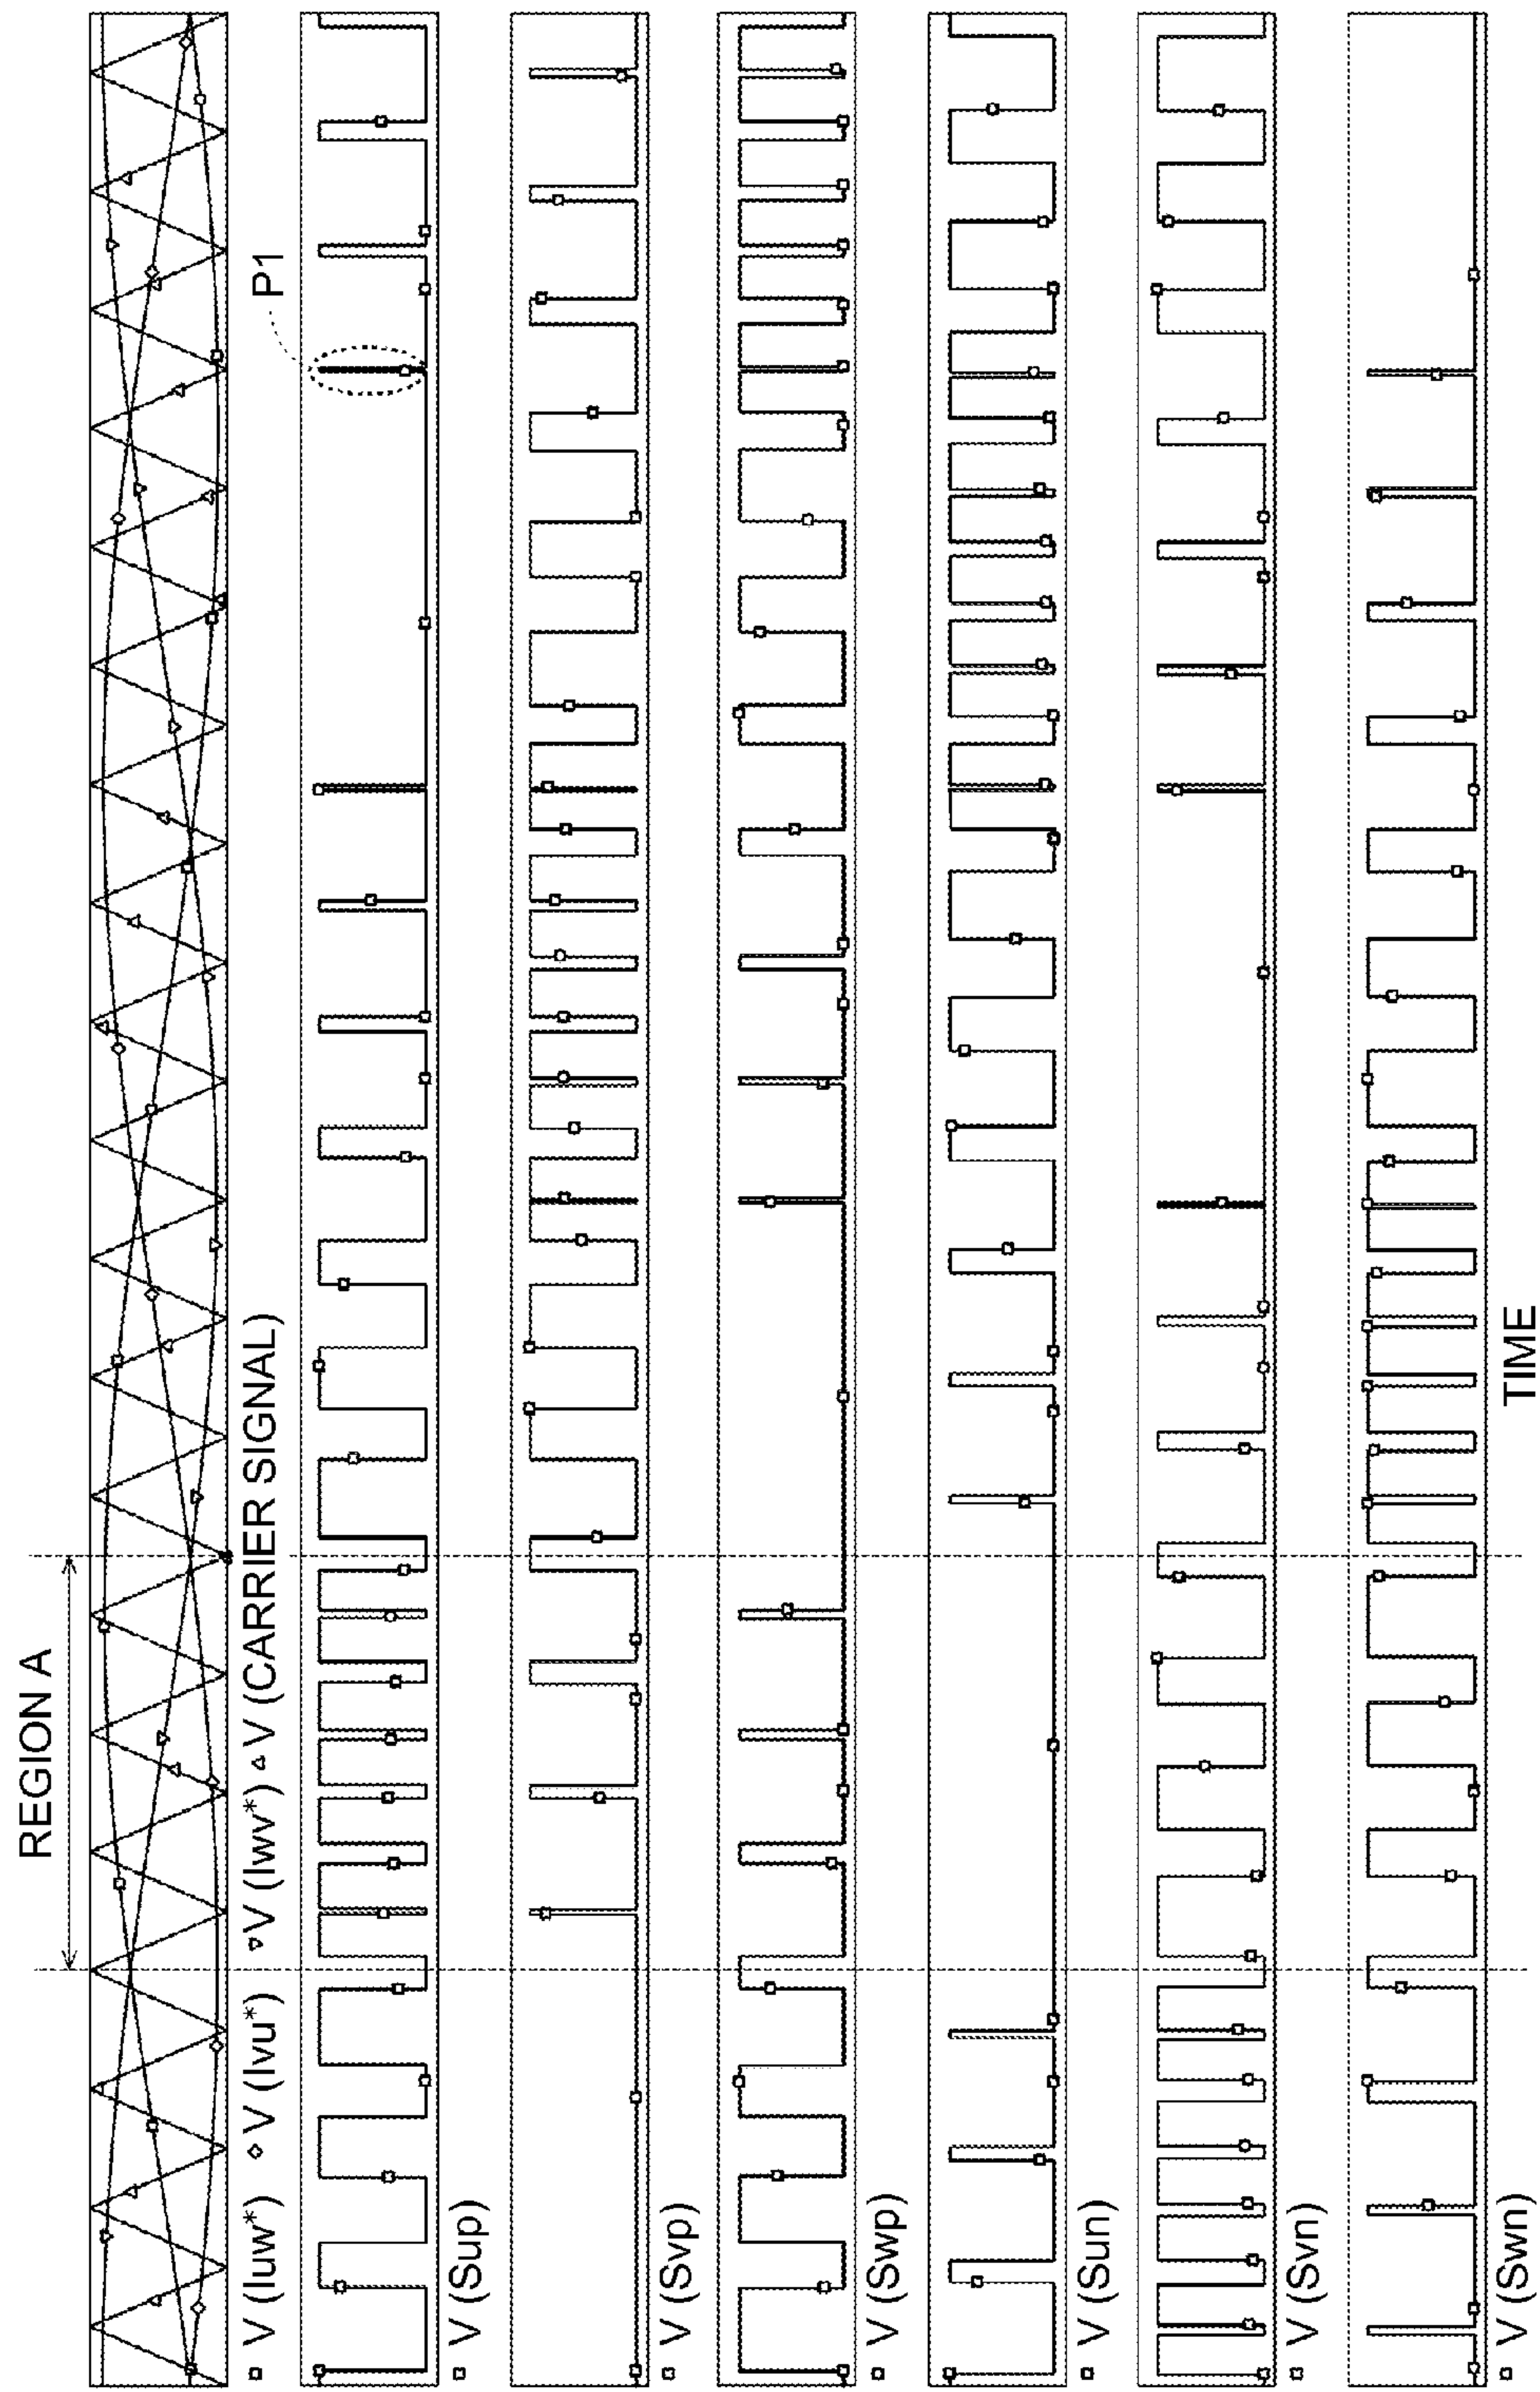 REGION A
V (Iuw*) V (Ivu*) V (Iwv*) V (CARRIER SIGNAL)
P1
V (Sup)
V (Svp)
V (Swp)
V (Sun)
V (Svn)
V (Swn)
TIME